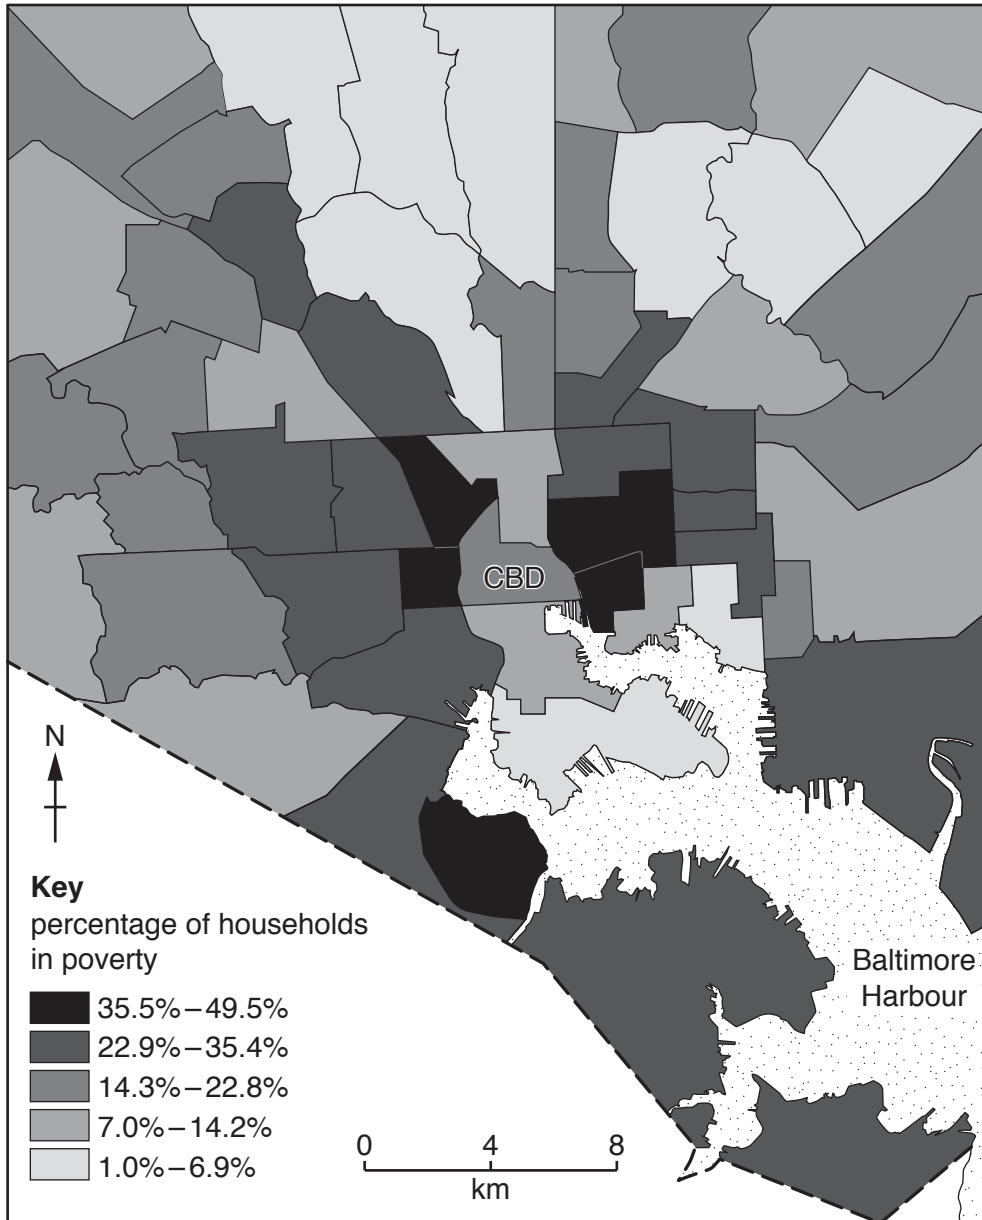 CBD
N
Key
percentage of households
in poverty
35.5%–49.5%
22.9%–35.4%
14.3%–22.8%
7.0%–14.2%
1.0%–6.9%
0 4 8
km
Baltimore
Harbour